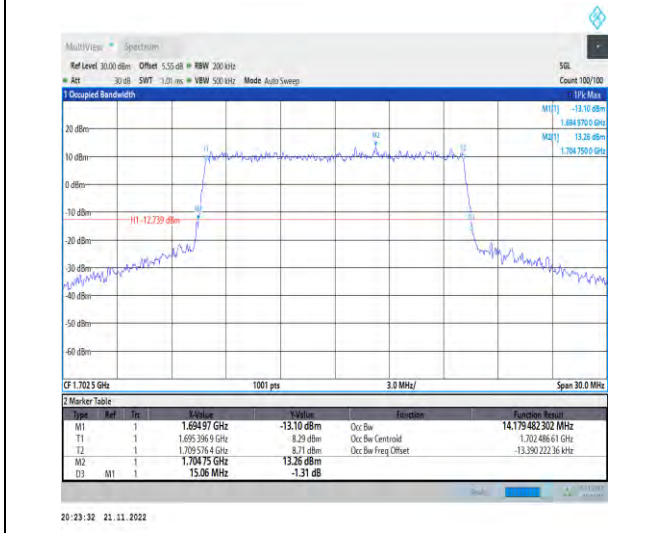 MultiView Spectrum
Ref Level 30.00 dBm Offset 5.55 dB RBW 200 kHz SGL
Att 30 dB SWT 1.01 ms VBW 500 kHz Mode Auto Sweep Count 100/100
1 Occupied Bandwidth 1Pk Max
M1[1] -13.10 dBm
1.694 970 0 GHz
M2[1] 13.26 dBm
1.704 750 0 GHz
20 dBm
M2
T1 T2
10 dBm
0 dBm
-10 dBm
M1
H1 -12.739 dBm
-20 dBm
-30 dBm
-40 dBm
-50 dBm
-60 dBm
CF 1.702 5 GHz 1001 pts 3.0 MHz/ Span 30.0 MHz
2 Marker Table
Type Ref Trc X-Value Y-Value Function Function Result
M1 1 1.694 97 GHz -13.10 dBm Occ Bw 14.179 482 302 MHz
T1 1 1.695 396 9 GHz 8.29 dBm Occ Bw Centroid 1.702 486 61 GHz
T2 1 1.709 576 4 GHz 8.71 dBm Occ Bw Freq Offset -13.390 222 36 kHz
M2 1 1.704 75 GHz 13.26 dBm
D3 M1 1 15.06 MHz -1.31 dB
Ready
20:23:32 21.11.2022